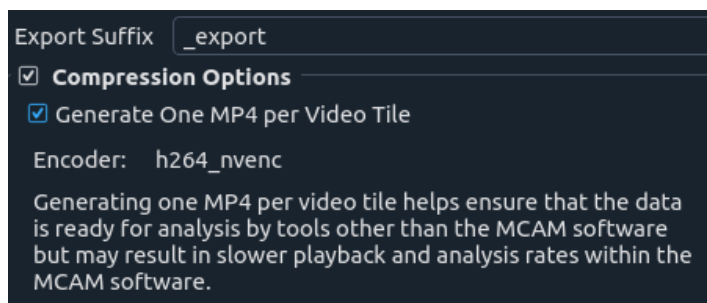 Export Suffix _export
Compression Options
Generate One MP4 per Video Tile
Encoder: h264_nvenc
Generating one MP4 per video tile helps ensure that the data
is ready for analysis by tools other than the MCAM software
but may result in slower playback and analysis rates within the
MCAM software.